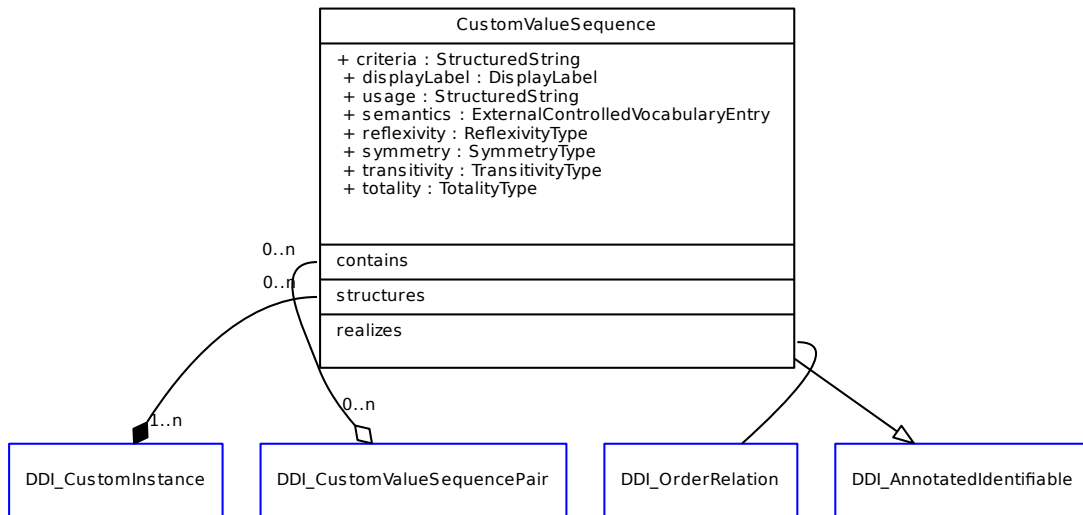 CustomValueSequence
+ criteria : StructuredString
+ displayLabel : DisplayLabel
+ usage : StructuredString
+ semantics : ExternalControlledVocabularyEntry
+ reflexivity : ReflexivityType
+ symmetry : SymmetryType
+ transitivity : TransitivityType
+ totality : TotalityType
0..n
contains
0..n
structures
realizes
0..n
1..n
DDI_CustomInstance
DDI_CustomValueSequencePair
DDI_OrderRelation
DDI_AnnotatedIdentifiable